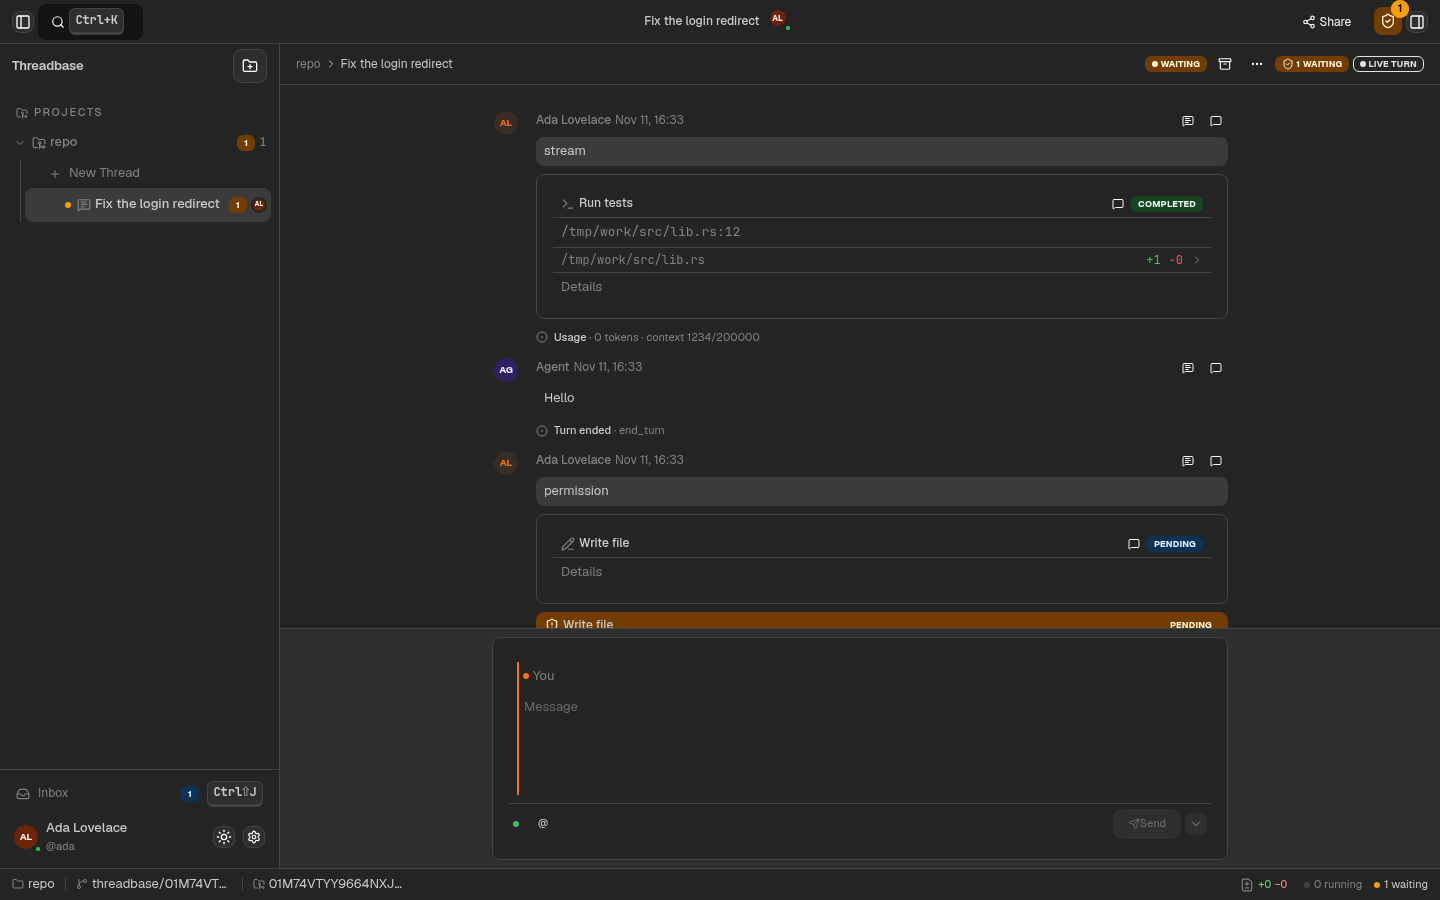 Ctrl+K
Fix the login redirect
AL
Share
1
Threadbase
repo > Fix the login redirect
WAITING
1 WAITING
LIVE TURN
PROJECTS
repo
1
1
New Thread
Fix the login redirect
1
AL
AL
Ada Lovelace Nov 11, 16:33
stream
Run tests
COMPLETED
/tmp/work/src/lib.rs:12
/tmp/work/src/lib.rs
+1 -0
Details
Usage · 0 tokens · context 1234/200000
AG
Agent Nov 11, 16:33
Hello
Turn ended · end_turn
AL
Ada Lovelace Nov 11, 16:33
permission
Write file
PENDING
Details
Write file
PENDING
You
Message
@
Send
Inbox
1
Ctrl⇧J
AL
Ada Lovelace
@ada
repo
threadbase/01M74VT…
01M74VTYY9664NXJ…
+0 −0
0 running
1 waiting